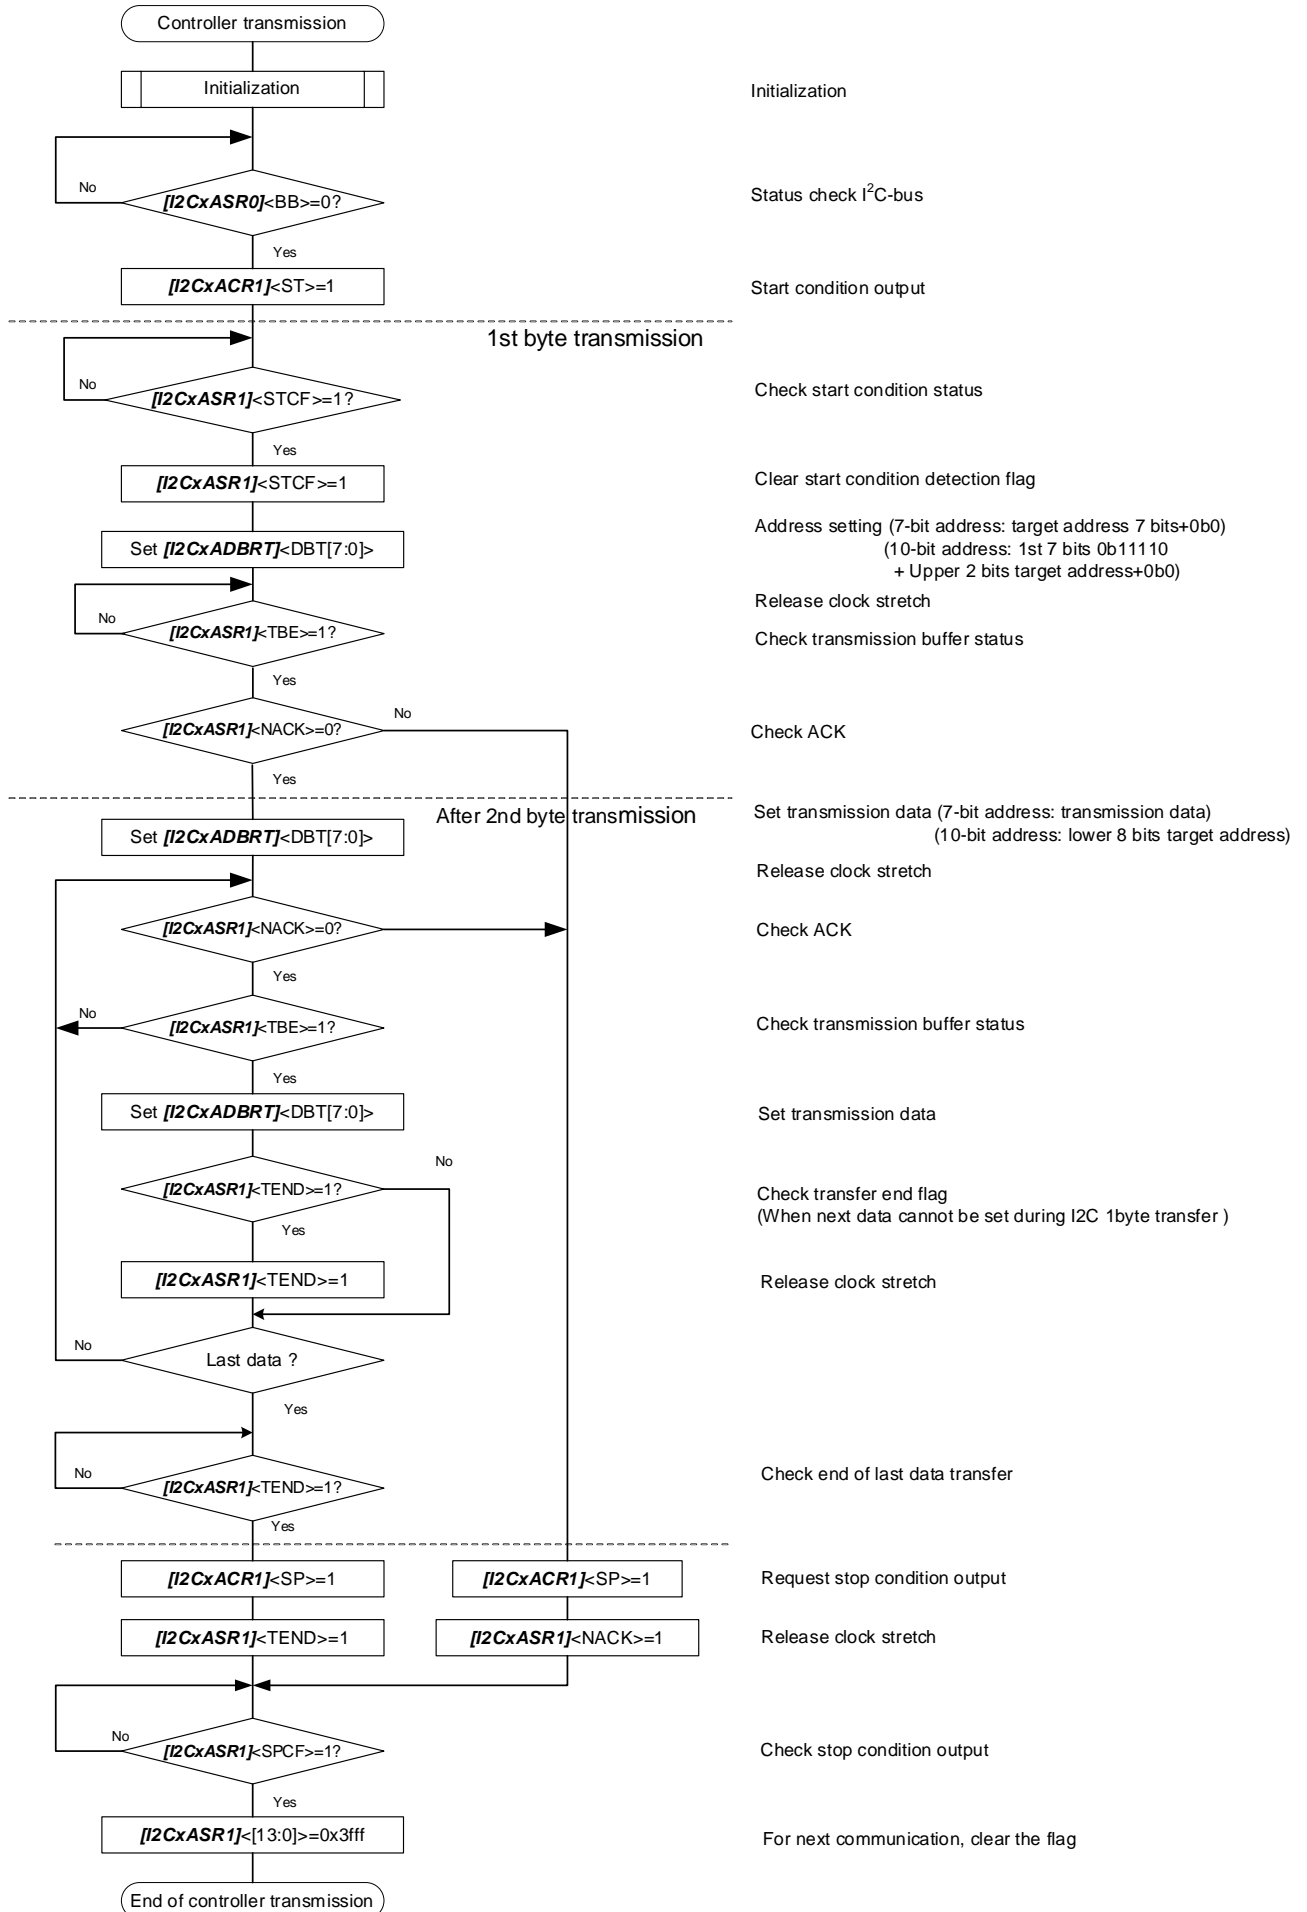 Controller transmission
Initialization
Initialization
No
[I2CxASR0]<BB>=0?
Status check I2C-bus
Yes
[I2CxACR1]<ST>=1
Start condition output
1st byte transmission
No
[I2CxASR1]<STCF>=1?
Check start condition status
Yes
[I2CxASR1]<STCF>=1
Clear start condition detection flag
Set [I2CxADBRT]<DBT[7:0]>
Address setting (7-bit address: target address 7 bits+0b0)
(10-bit address: 1st 7 bits 0b11110
+ Upper 2 bits target address+0b0)
Release clock stretch
No
[I2CxASR1]<TBE>=1?
Check transmission buffer status
Yes
[I2CxASR1]<NACK>=0?
No
Check ACK
Yes
After 2nd byte transmission
Set [I2CxADBRT]<DBT[7:0]>
Set transmission data (7-bit address: transmission data)
(10-bit address: lower 8 bits target address)
Release clock stretch
[I2CxASR1]<NACK>=0?
Check ACK
Yes
No
[I2CxASR1]<TBE>=1?
Check transmission buffer status
Yes
Set [I2CxADBRT]<DBT[7:0]>
Set transmission data
No
[I2CxASR1]<TEND>=1?
Check transfer end flag
(When next data cannot be set during I2C 1byte transfer )
Yes
[I2CxASR1]<TEND>=1
Release clock stretch
No
Last data ?
Yes
No
[I2CxASR1]<TEND>=1?
Check end of last data transfer
Yes
[I2CxACR1]<SP>=1
[I2CxACR1]<SP>=1
Request stop condition output
[I2CxASR1]<TEND>=1
[I2CxASR1]<NACK>=1
Release clock stretch
No
[I2CxASR1]<SPCF>=1?
Check stop condition output
Yes
[I2CxASR1]<[13:0]>=0x3fff
For next communication, clear the flag
End of controller transmission